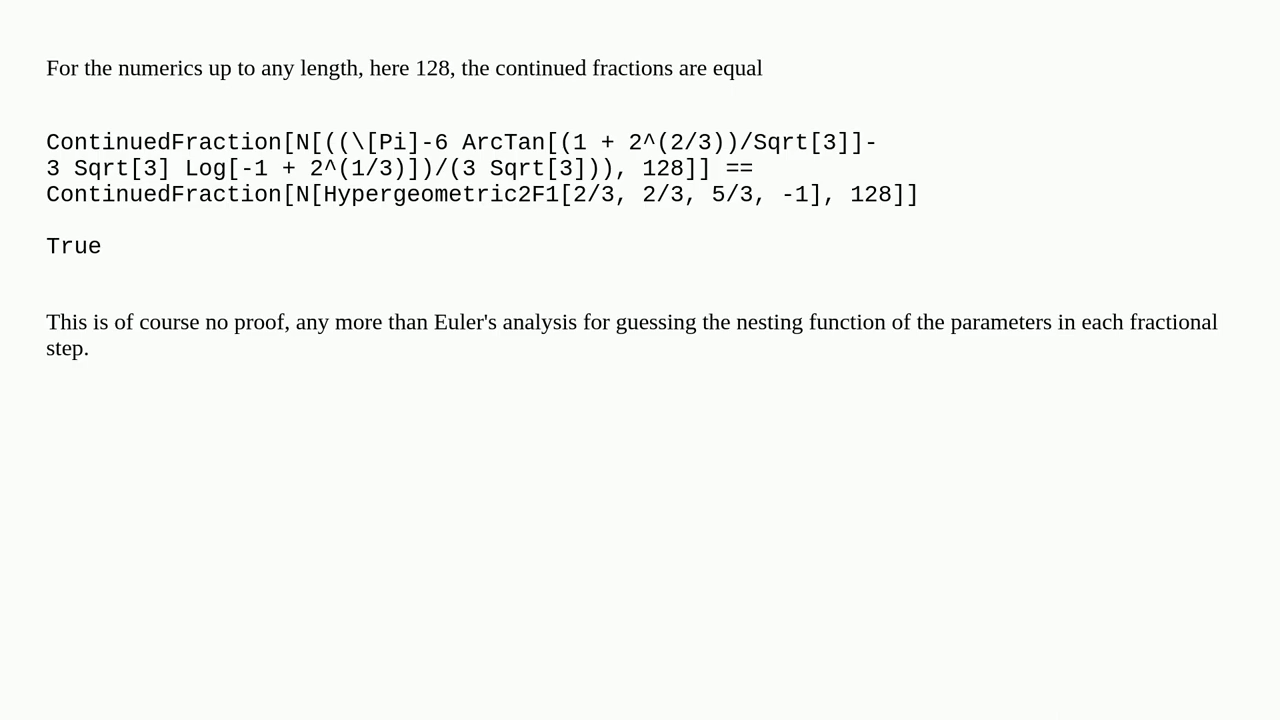 For the numerics up to any length, here 128, the continued fractions are equal
ContinuedFraction[N[((\[Pi]-6 ArcTan[(1 + 2^(2/3))/Sqrt[3]]-
3 Sqrt[3] Log[-1 + 2^(1/3)])/(3 Sqrt[3])), 128]] ==
ContinuedFraction[N[Hypergeometric2F1[2/3, 2/3, 5/3, -1], 128]]
True
This is of course no proof, any more than Euler's analysis for guessing the nesting function of the parameters in each fractional
step.